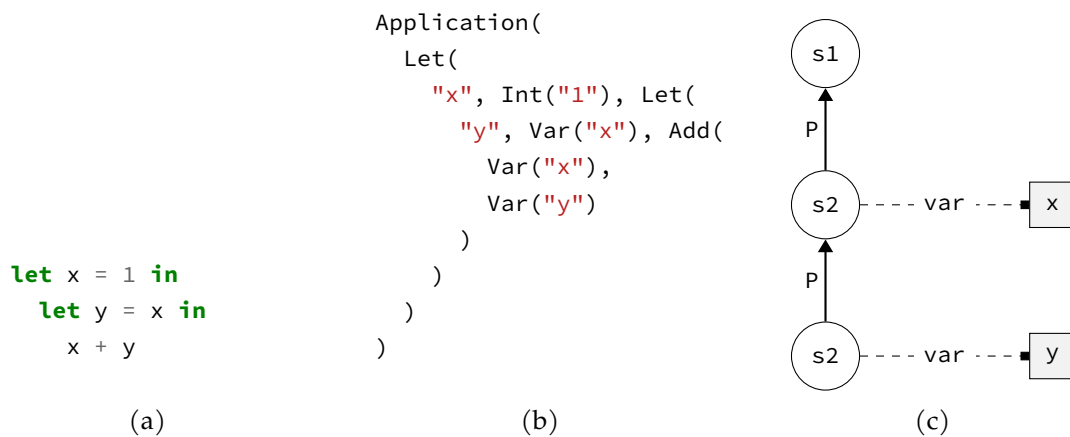 let x = 1 in
  let y = x in
    x + y
(a)
Application(
  Let(
    "x", Int("1"), Let(
      "y", Var("x"), Add(
        Var("x"),
        Var("y")
      )
    )
  )
)
(b)
s1
P
s2 var x
P
s2 var y
(c)